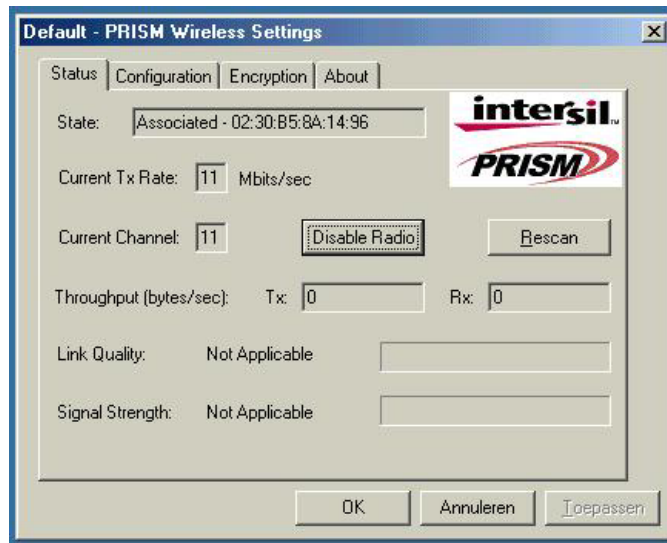 Default - PRISM Wireless Settings
Status Configuration Encryption About
State: Associated - 02:30:B5:8A:14:96
intersil™
PRISM
Current Tx Rate: 11 Mbits/sec
Current Channel: 11 Disable Radio Rescan
Throughput (bytes/sec): Tx: 0 Rx: 0
Link Quality: Not Applicable
Signal Strength: Not Applicable
OK Annuleren Toepassen